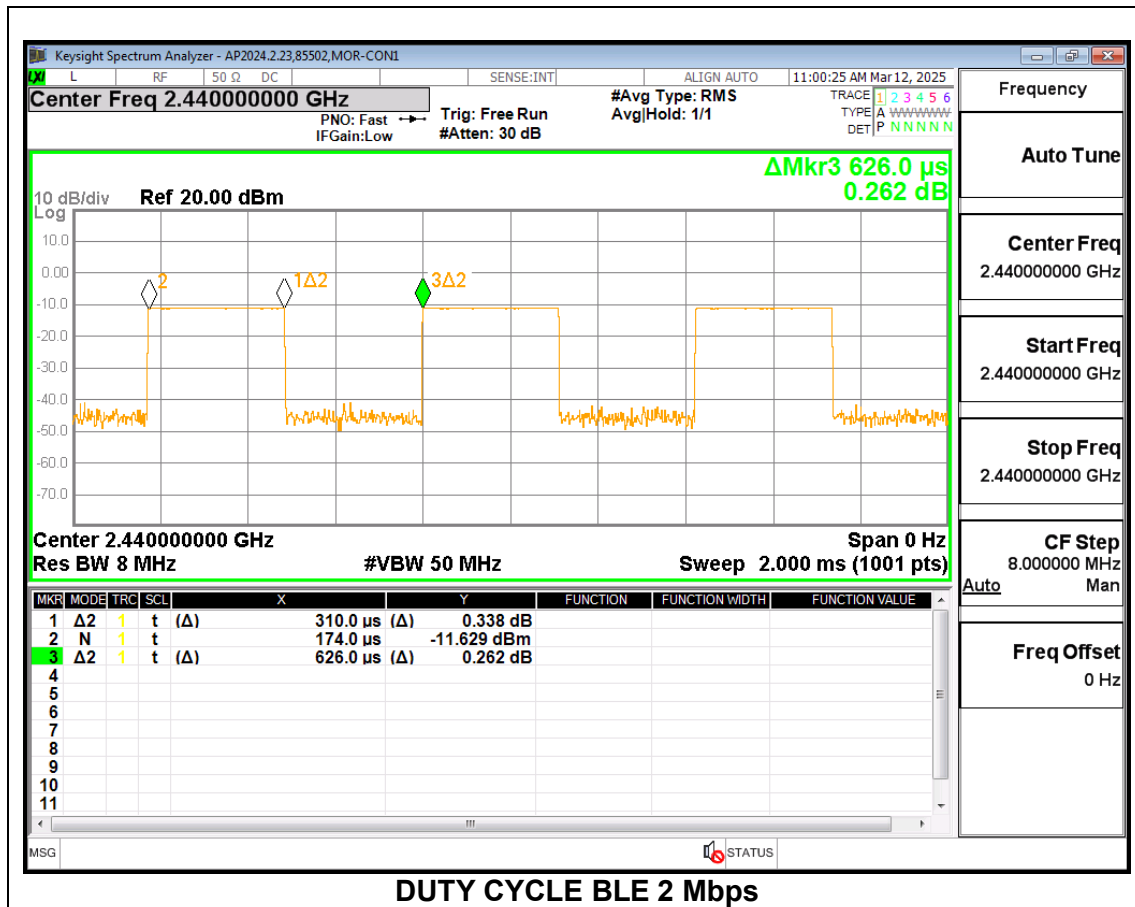 Keysight Spectrum Analyzer - AP2024.2.23,85502,MOR-CON1
LXI L RF 50 Ω DC SENSE:INT ALIGN AUTO 11:00:25 AM Mar 12, 2025
Center Freq 2.440000000 GHz
PNO: Fast
IFGain:Low
Trig: Free Run
#Atten: 30 dB
#Avg Type: RMS
Avg|Hold: 1/1
TRACE 1 2 3 4 5 6
TYPE A WWWWW
DET P N N N N N
ΔMkr3 626.0 µs
0.262 dB
10 dB/div Ref 20.00 dBm
Log
10.0
0.00
-10.0
-20.0
-30.0
-40.0
-50.0
-60.0
-70.0
2
1Δ2
3Δ2
Center 2.440000000 GHz Span 0 Hz
Res BW 8 MHz #VBW 50 MHz Sweep 2.000 ms (1001 pts)
MKR MODE TRC SCL X Y FUNCTION FUNCTION WIDTH FUNCTION VALUE
1 Δ2 1 t (Δ) 310.0 µs (Δ) 0.338 dB
2 N 1 t 174.0 µs -11.629 dBm
3 Δ2 1 t (Δ) 626.0 µs (Δ) 0.262 dB
4
5
6
7
8
9
10
11
MSG STATUS
Frequency
Auto Tune
Center Freq
2.440000000 GHz
Start Freq
2.440000000 GHz
Stop Freq
2.440000000 GHz
CF Step
8.000000 MHz
Auto Man
Freq Offset
0 Hz
DUTY CYCLE BLE 2 Mbps